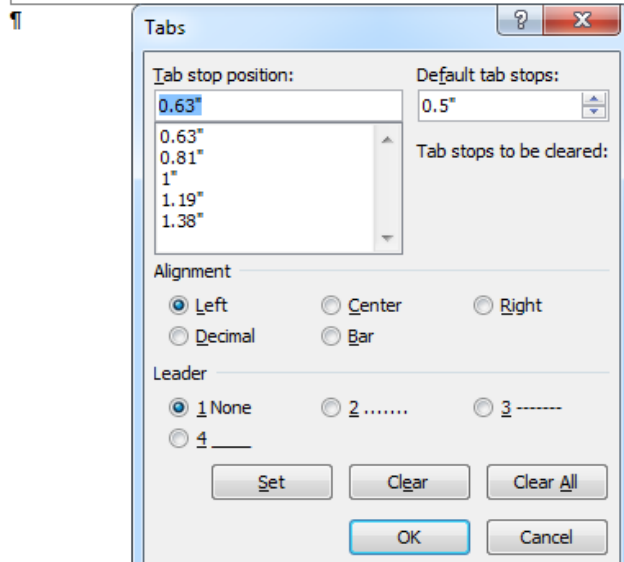 ¶
Tabs
Tab stop position: Default tab stops:
0.63" 0.5"
0.63"
0.81"
1"
1.19"
1.38"
Tab stops to be cleared:
Alignment
Left Center Right
Decimal Bar
Leader
1 None 2 ....... 3 -------
4 ____
Set Clear Clear All
OK Cancel